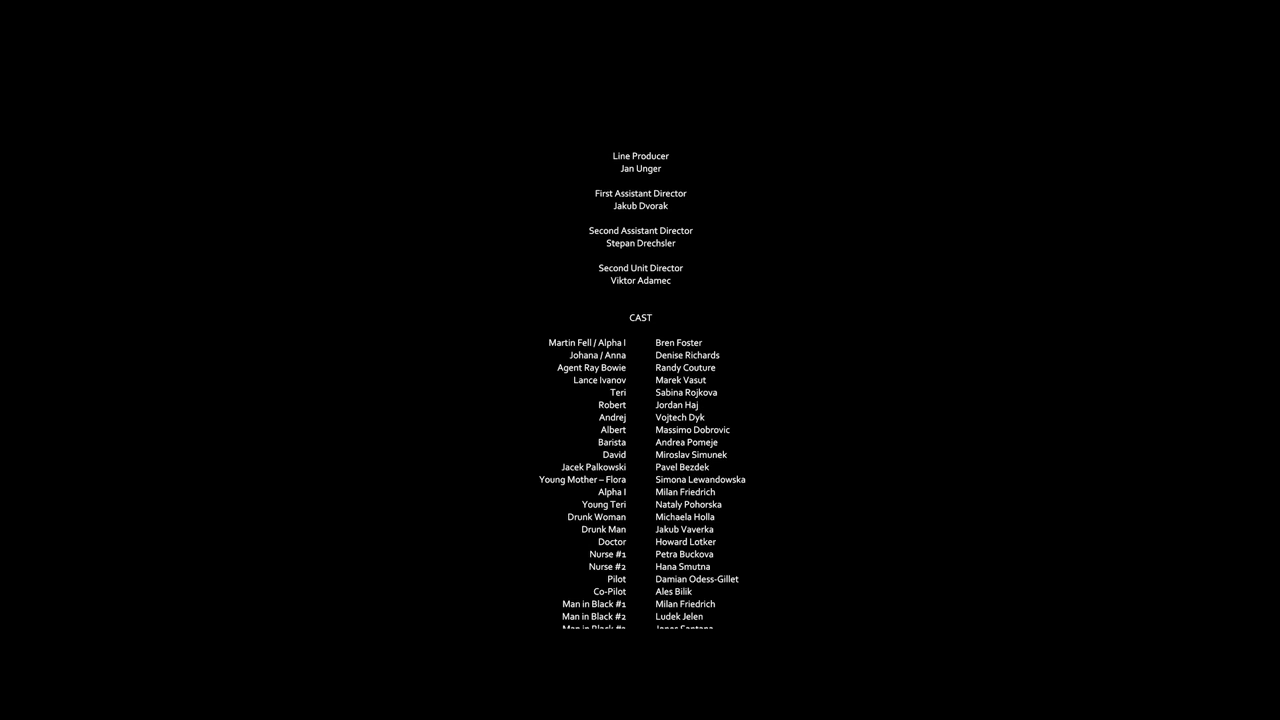 Line Producer
Jan Unger
First Assistant Director
Jakub Dvorak
Second Assistant Director
Stepan Drechsler
Second Unit Director
Viktor Adamec
CAST
Martin Fell / Alpha I Bren Foster
Johana / Anna Denise Richards
Agent Ray Bowie Randy Couture
Lance Ivanov Marek Vasut
Teri Sabina Rojkova
Robert Jordan Haj
Andrej Vojtech Dyk
Albert Massimo Dobrovic
Barista Andrea Pomeje
David Miroslav Simunek
Jacek Palkowski Pavel Bezdek
Young Mother – Flora Simona Lewandowska
Alpha I Milan Friedrich
Young Teri Nataly Pohorska
Drunk Woman Michaela Holla
Drunk Man Jakub Vaverka
Doctor Howard Lotker
Nurse #1 Petra Buckova
Nurse #2 Hana Smutna
Pilot Damian Odess-Gillet
Co-Pilot Ales Bilik
Man in Black #1 Milan Friedrich
Man in Black #2 Ludek Jelen
Man in Black